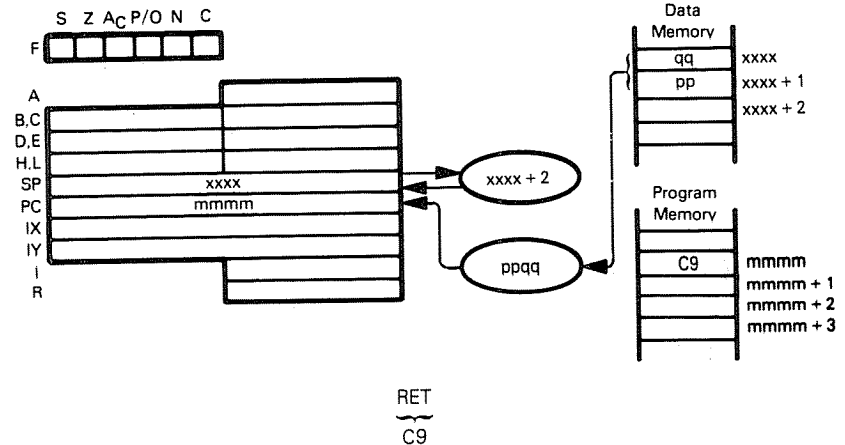 S Z AC P/O N C
F
A
B,C
D,E
H,L
SP xxxx
PC mmmm
IX
IY
I
R
xxxx + 2
ppqq
Data
Memory
qq xxxx
pp xxxx + 1
xxxx + 2
Program
Memory
C9 mmmm
mmmm + 1
mmmm + 2
mmmm + 3
RET
C9